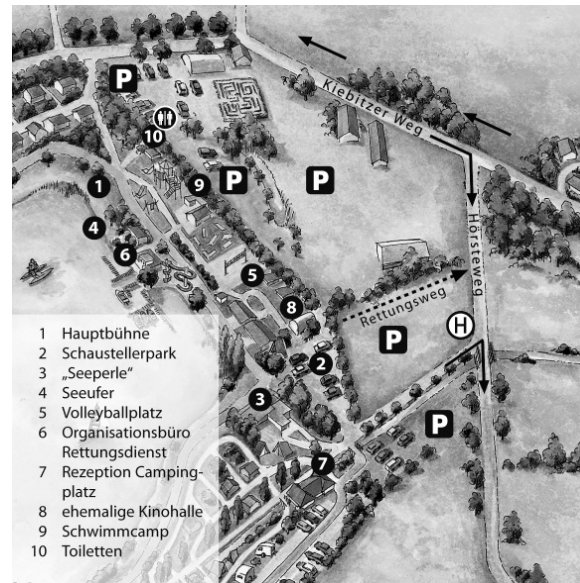 P
Klebitzer Weg
10
P
P
9
1
Hörsteweg
4
6
5
Rettungsweg
8
H
P
2
3
P
7
1 Hauptbühne
2 Schaustellerpark
3 „Seeperle“
4 Seeufer
5 Volleyballplatz
6 Organisationsbüro
Rettungsdienst
7 Rezeption Camping-
platz
8 ehemalige Kinohalle
9 Schwimmcamp
10 Toiletten